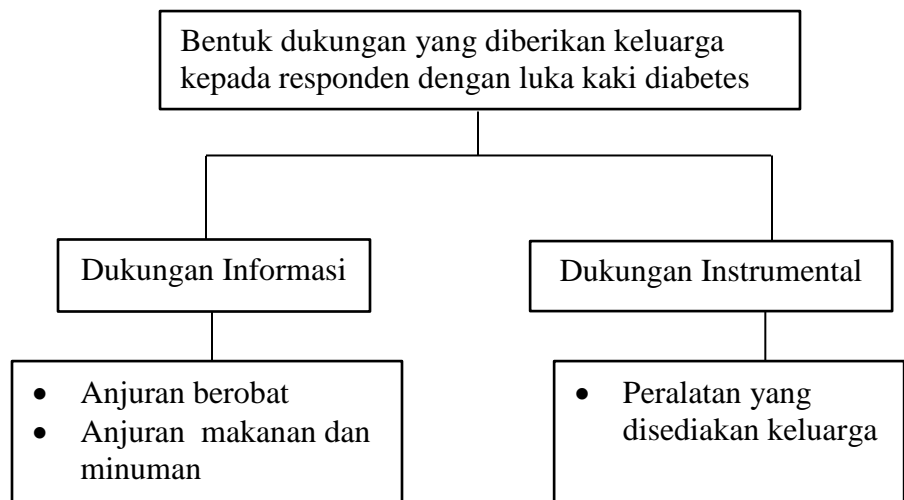 Bentuk dukungan yang diberikan keluarga
kepada responden dengan luka kaki diabetes
Dukungan Informasi
Dukungan Instrumental
• Anjuran berobat
• Anjuran makanan dan
minuman
• Peralatan yang
disediakan keluarga